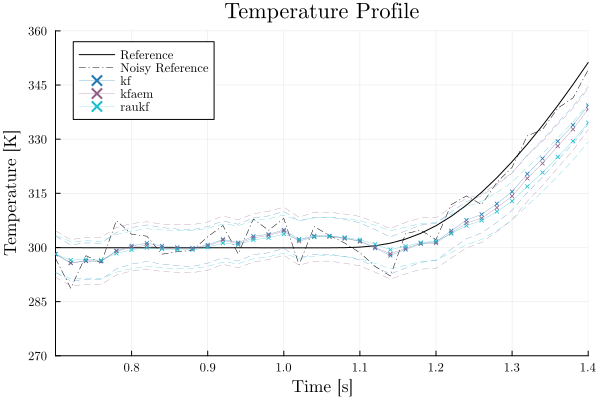 Temperature Profile
Temperature [K]
360
345
330
315
300
285
270
Reference
Noisy Reference
kf
kfaem
raukf
0.8 0.9 1.0 1.1 1.2 1.3 1.4
Time [s]